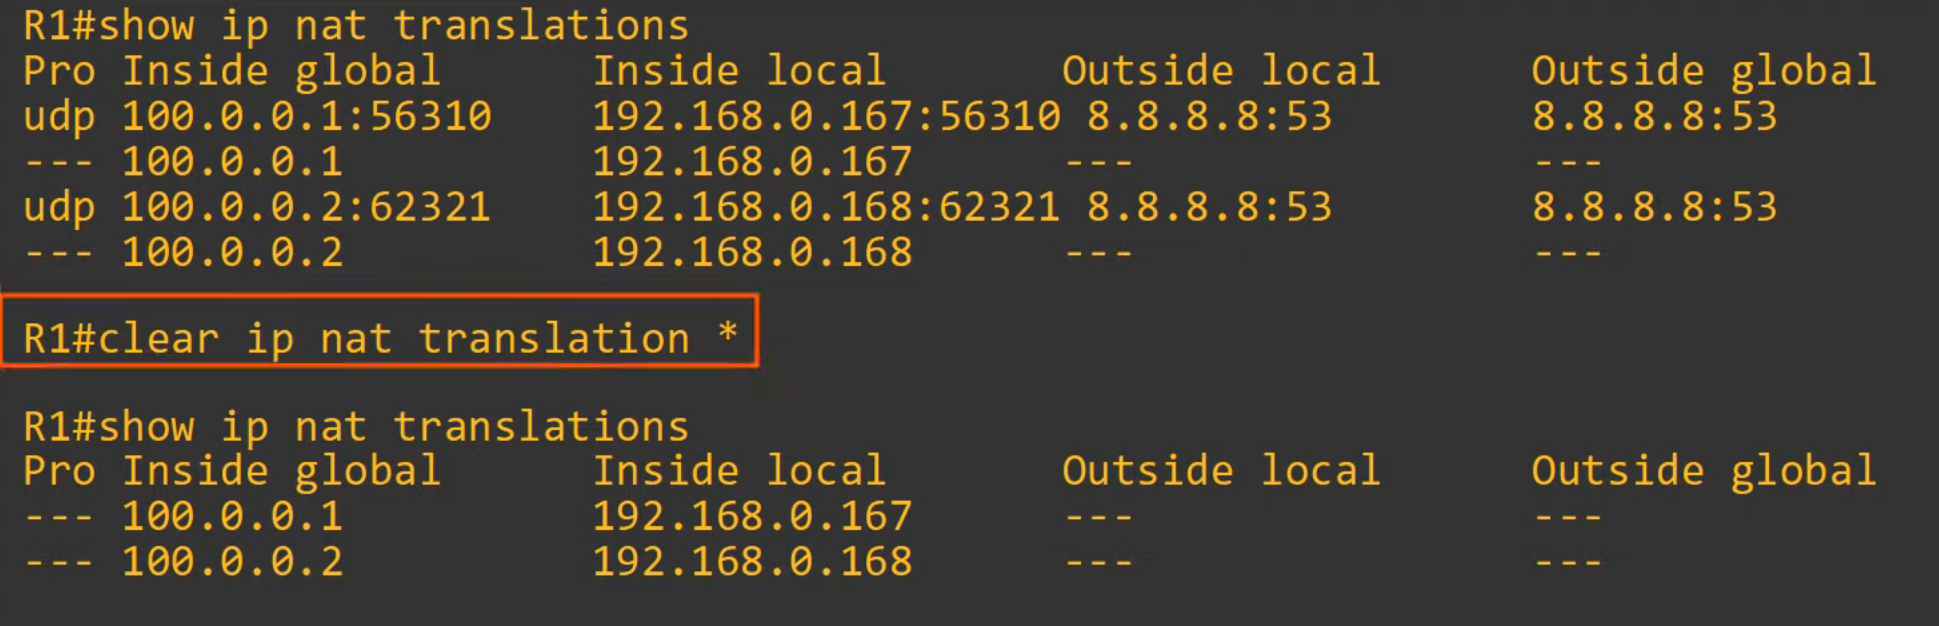 R1#show ip nat translations
Pro Inside global      Inside local       Outside local      Outside global
udp 100.0.0.1:56310    192.168.0.167:56310 8.8.8.8:53        8.8.8.8:53
--- 100.0.0.1          192.168.0.167      ---                ---
udp 100.0.0.2:62321    192.168.0.168:62321 8.8.8.8:53        8.8.8.8:53
--- 100.0.0.2          192.168.0.168      ---                ---
R1#clear ip nat translation *
R1#show ip nat translations
Pro Inside global      Inside local       Outside local      Outside global
--- 100.0.0.1          192.168.0.167      ---                ---
--- 100.0.0.2          192.168.0.168      ---                ---